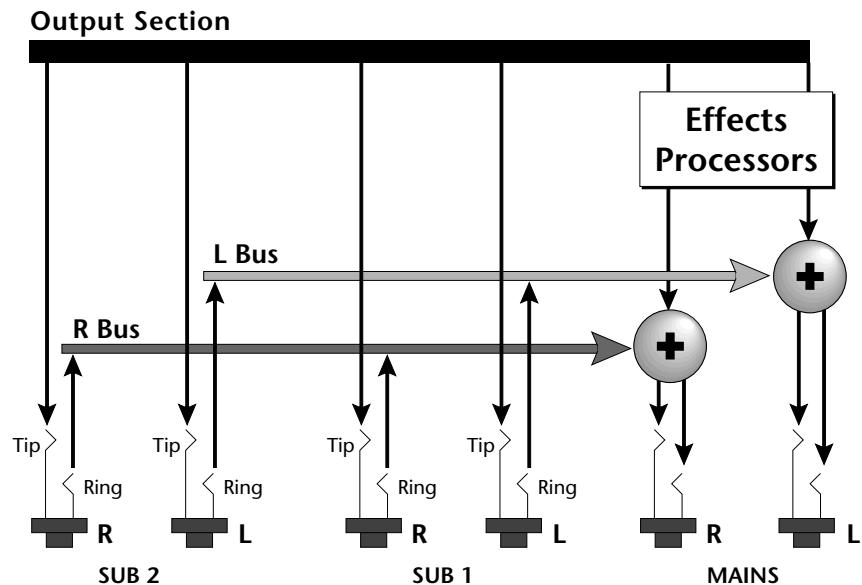 Output Section
Effects
Processors
L Bus
R Bus
Tip
Tip
Tip
Tip
Ring
Ring
Ring
Ring
R
L
R
L
R
L
SUB 2
SUB 1
MAINS